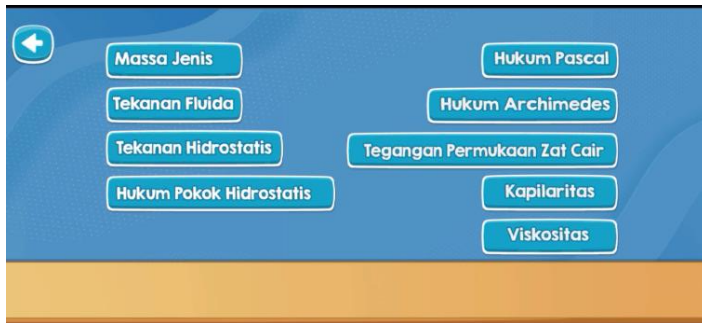 Massa Jenis
Tekanan Fluida
Tekanan Hidrostatis
Hukum Pokok Hidrostatis
Hukum Pascal
Hukum Archimedes
Tegangan Permukaan Zat Cair
Kapilaritas
Viskositas